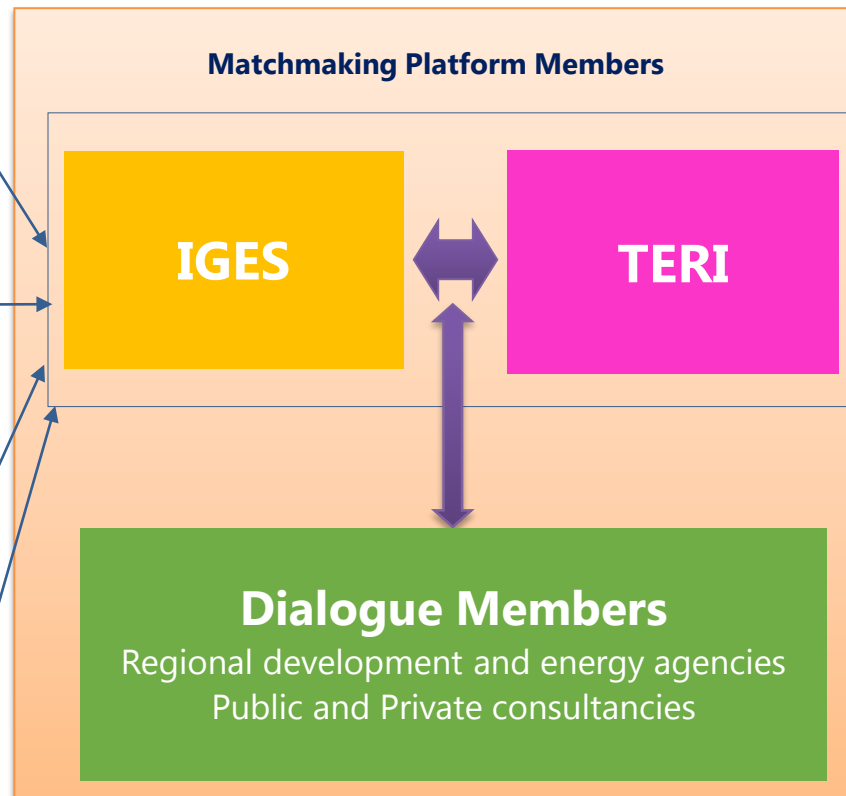 Matchmaking Platform Members
IGES
TERI
Dialogue Members
Regional development and energy agencies
Public and Private consultancies